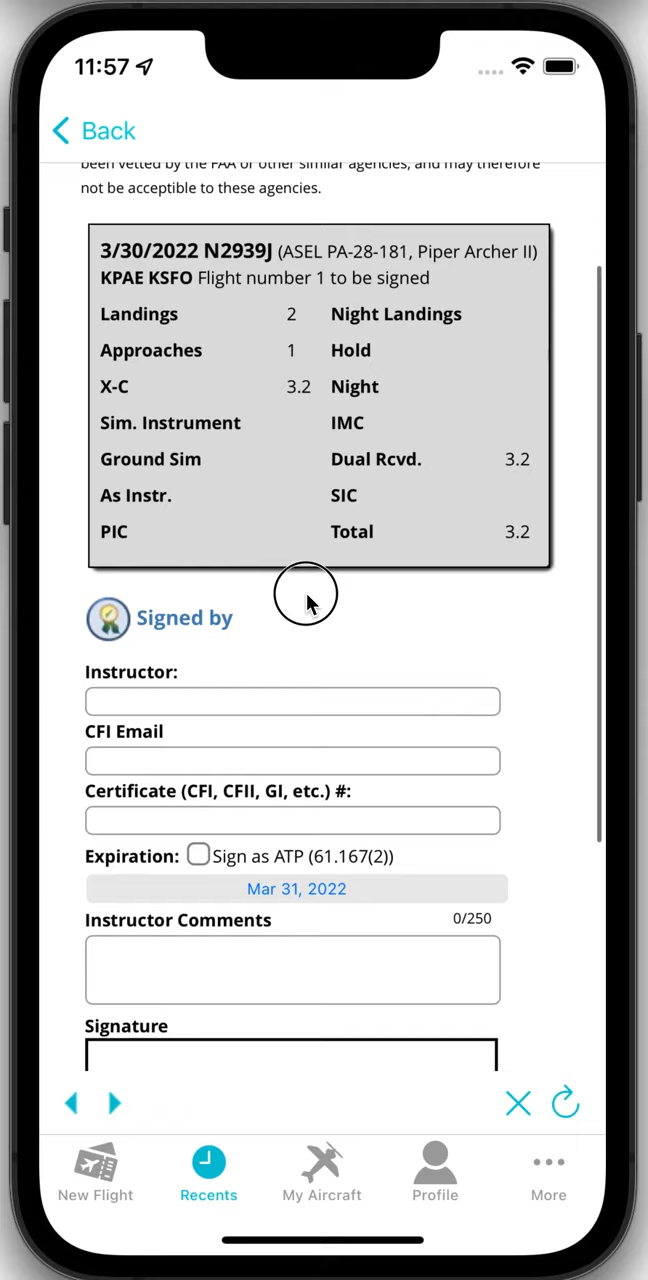 11:57
Back
been vetted by the FAA or other similar agencies, and may therefore
not be acceptible to these agencies.
3/30/2022 N2939J (ASEL PA-28-181, Piper Archer II)
KPAE KSFO Flight number 1 to be signed
Landings 2 Night Landings
Approaches 1 Hold
X-C 3.2 Night
Sim. Instrument IMC
Ground Sim Dual Rcvd. 3.2
As Instr. SIC
PIC Total 3.2
Signed by
Instructor:
CFI Email
Certificate (CFI, CFII, GI, etc.) #:
Expiration: Sign as ATP (61.167(2))
Mar 31, 2022
Instructor Comments 0/250
Signature
New Flight Recents My Aircraft Profile More